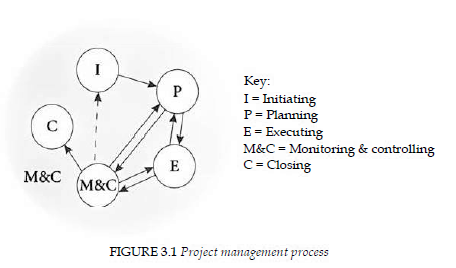 I
P
C
E
M&C
M&C
Key:
I = Initiating
P = Planning
E = Executing
M&C = Monitoring & controlling
C = Closing
FIGURE 3.1 Project management process